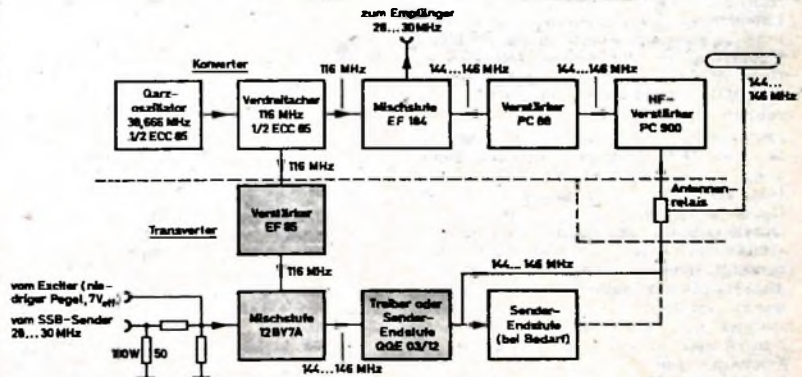 zum Empfänger
28...30MHz
Konverter
116 MHz
144...146 MHz
144...146 MHz
144...
146 MHz
Qarz-
oszillator
38,666 MHz
1/2 ECC 85
Verdreifacher
116 MHz
1/2 ECC 85
Mischstufe
EF 184
Verstärker
PC 88
HF-
Verstärker
PC 900
116 MHz
Antennen-
relais
Transverter
Verstärker
EF 85
116 MHz
144...146 MHz
vom Exciter (nie-
driger Pegel, 7Veff)
vom SSB-Sender
28...30 MHz
180W
50
Mischstufe
12BY7A
Treiber oder
Sender-
Endstufe
QQE 03/12
Sender-
Endstufe
(bei Bedarf)
144...146 MHz